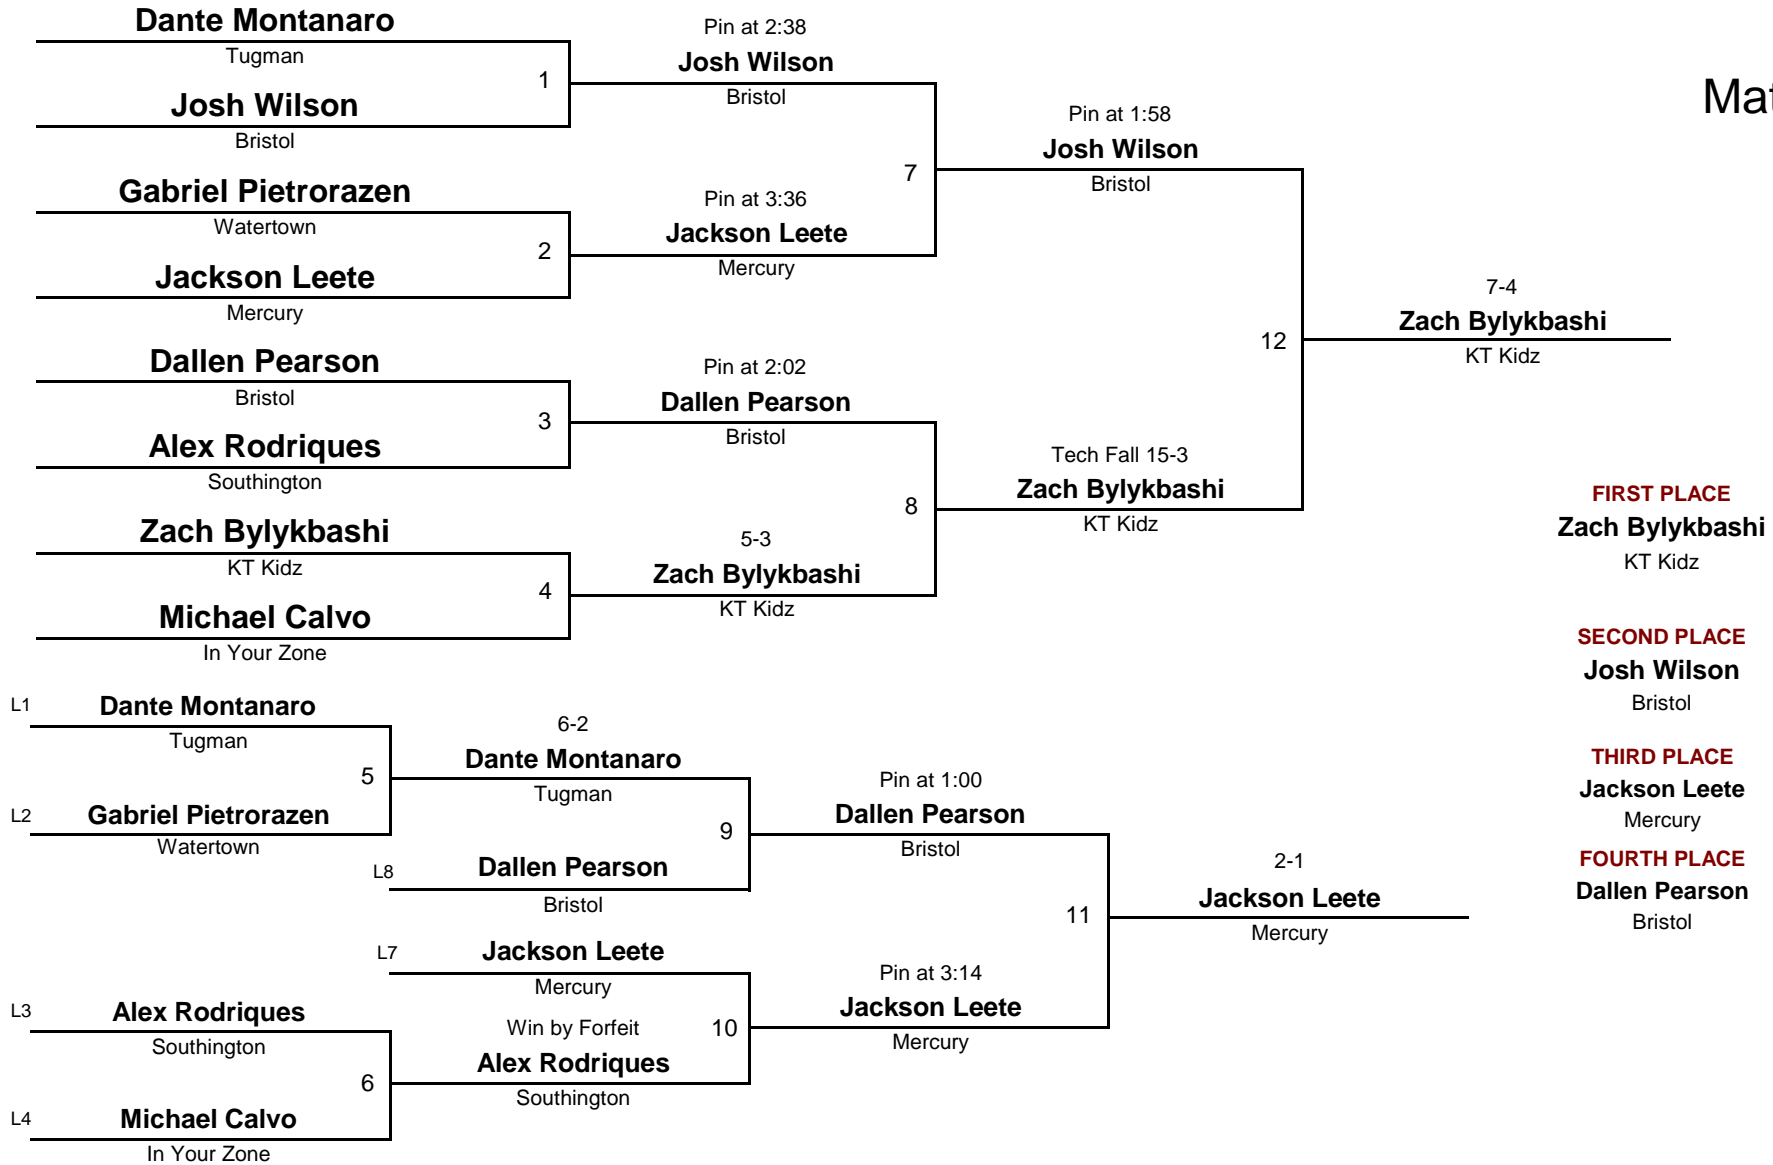 Dante Montanaro
Tugman
1
Josh Wilson
Bristol
Gabriel Pietrorazen
Watertown
2
Jackson Leete
Mercury
Dallen Pearson
Bristol
3
Alex Rodriques
Southington
Zach Bylykbashi
KT Kidz
4
Michael Calvo
In Your Zone
Pin at 2:38
Josh Wilson
Bristol
7
Pin at 3:36
Jackson Leete
Mercury
Pin at 2:02
Dallen Pearson
Bristol
8
5-3
Zach Bylykbashi
KT Kidz
Pin at 1:58
Josh Wilson
Bristol
12
Tech Fall 15-3
Zach Bylykbashi
KT Kidz
7-4
Zach Bylykbashi
KT Kidz
Mat
FIRST PLACE
Zach Bylykbashi
KT Kidz
SECOND PLACE
Josh Wilson
Bristol
THIRD PLACE
Jackson Leete
Mercury
FOURTH PLACE
Dallen Pearson
Bristol
L1 Dante Montanaro
Tugman
5
L2 Gabriel Pietrorazen
Watertown
6-2
Dante Montanaro
Tugman
9
L8 Dallen Pearson
Bristol
L7 Jackson Leete
Mercury
10
Win by Forfeit
Alex Rodriques
Southington
L3 Alex Rodriques
Southington
6
L4 Michael Calvo
In Your Zone
Pin at 1:00
Dallen Pearson
Bristol
11
Pin at 3:14
Jackson Leete
Mercury
2-1
Jackson Leete
Mercury